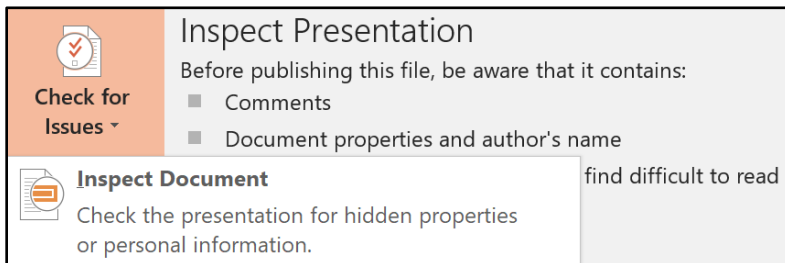 Inspect Presentation
Before publishing this file, be aware that it contains:
Check for
Issues
Comments
Document properties and author's name
find difficult to read
Inspect Document
Check the presentation for hidden properties
or personal information.